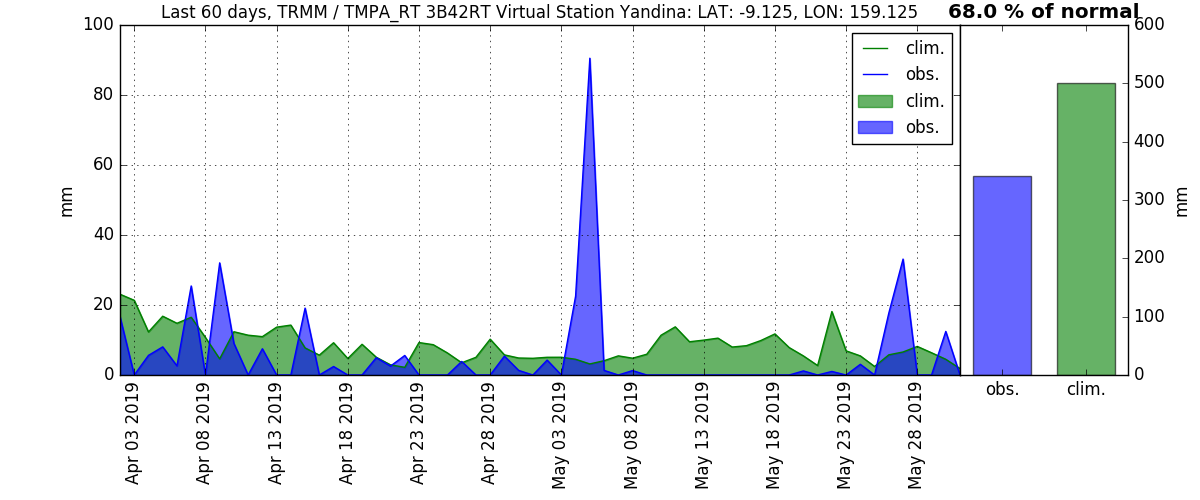 Last 60 days, TRMM / TMPA_RT 3B42RT Virtual Station Yandina: LAT: -9.125, LON: 159.125
68.0 % of normal
100
80
60
40
20
0
mm
clim.
obs.
clim.
obs.
Apr 03 2019
Apr 08 2019
Apr 13 2019
Apr 18 2019
Apr 23 2019
Apr 28 2019
May 03 2019
May 08 2019
May 13 2019
May 18 2019
May 23 2019
May 28 2019
600
500
400
300
200
100
0
mm
obs.
clim.